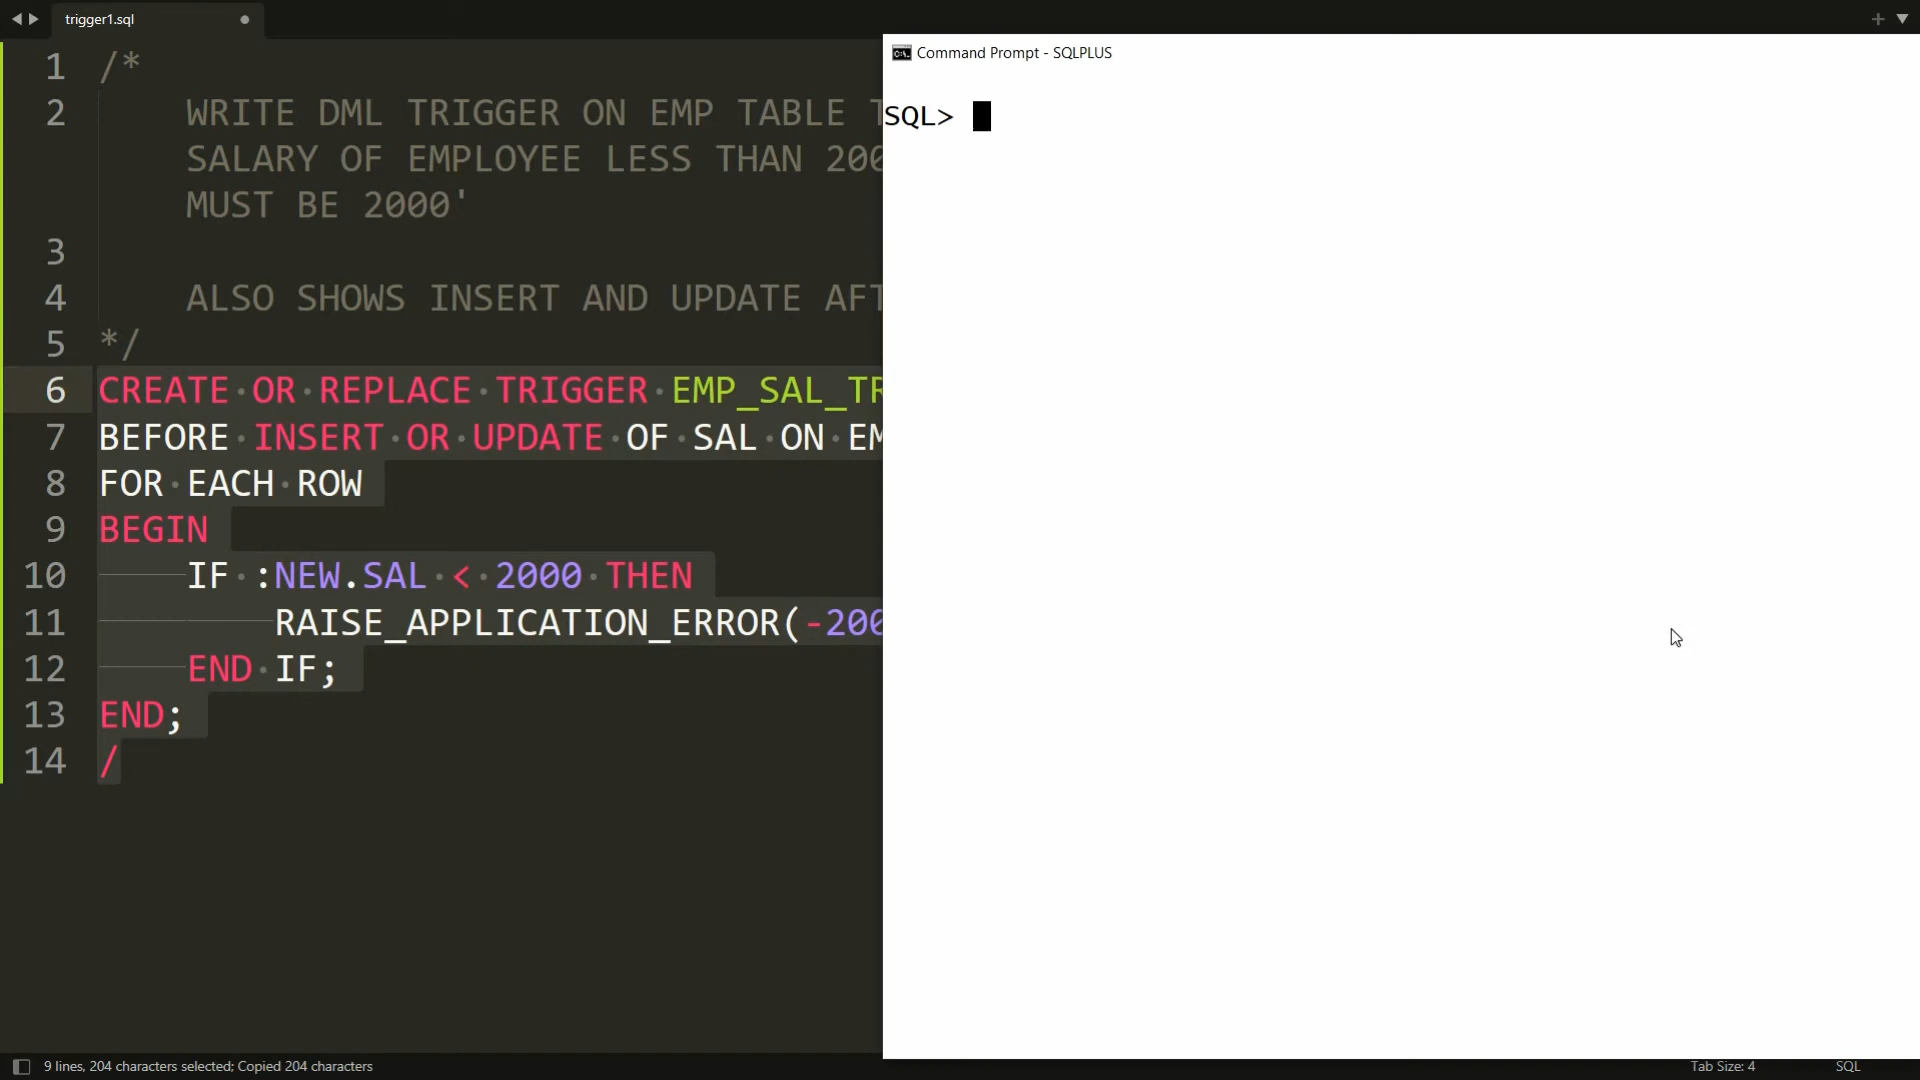 trigger1.sql
1 /*
2 WRITE DML TRIGGER ON EMP TABLE
SALARY OF EMPLOYEE LESS THAN
MUST BE 2000'
3
4 ALSO SHOWS INSERT AND UPDATE
5 */
6 CREATE OR REPLACE TRIGGER EMP_SAL_TR
7 BEFORE INSERT OR UPDATE OF SAL ON EM
8 FOR EACH ROW
9 BEGIN
10 IF :NEW.SAL < 2000 THEN
11 RAISE_APPLICATION_ERROR(-200
12 END IF;
13 END;
14 /
9 lines, 204 characters selected; Copied 204 characters
Tab Size: 4
SQL
Command Prompt - SQLPLUS
SQL>